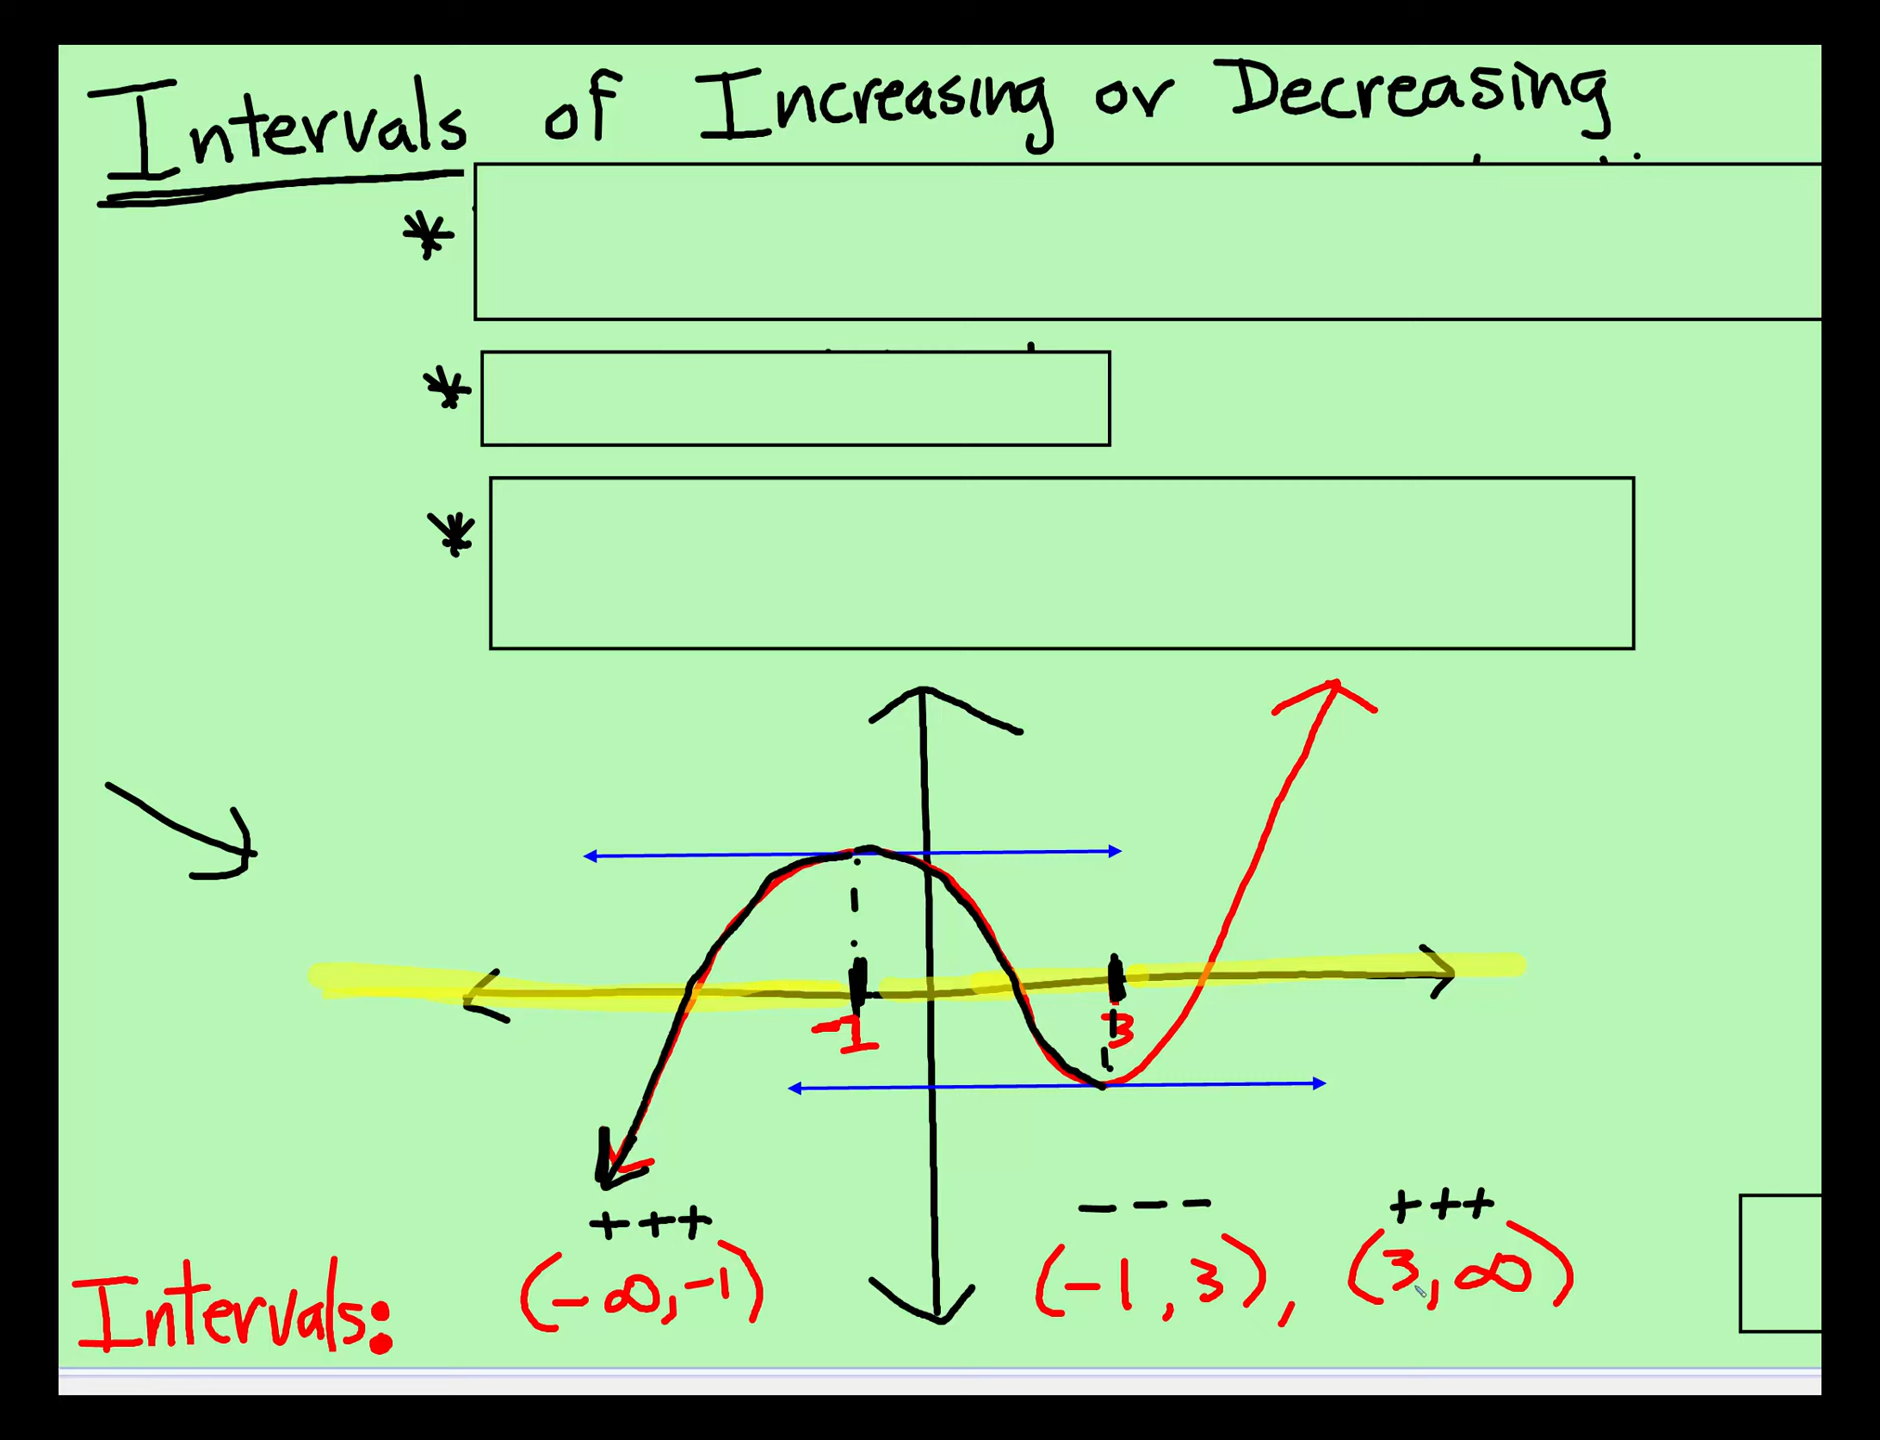 Intervals of Increasing or Decreasing
*
*
*
-1 3
+++ --- +++
Intervals: (-∞,-1) (-1,3), (3,∞)